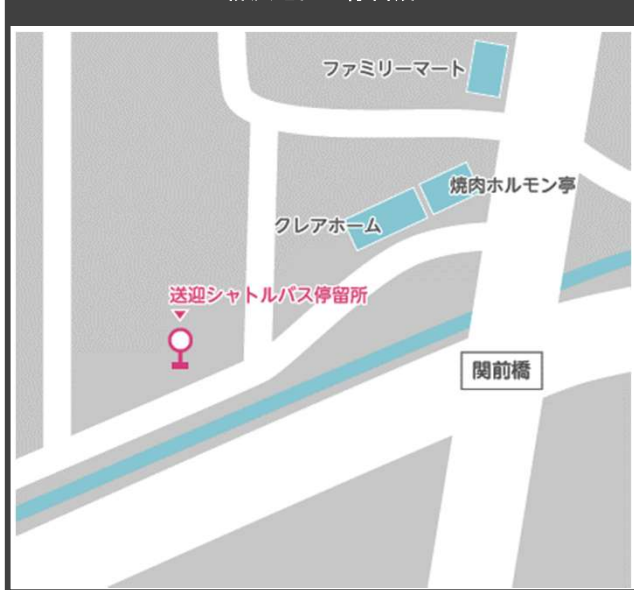 ファミリーマート
焼肉ホルモン亭
クレアホーム
送迎シャトルバス停留所
関前橋